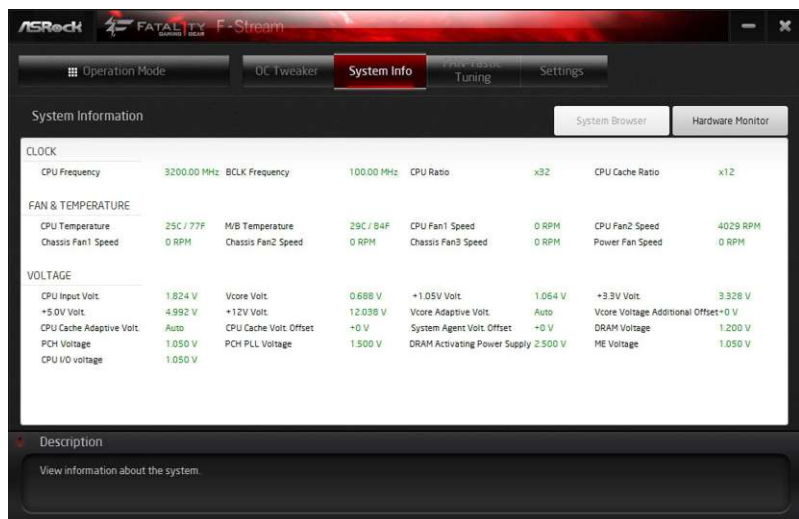 ASRock FATAL1TY GAMING GEAR F-Stream
Operation Mode OC Tweaker System Info FAN-Tastic Tuning Settings
System Information System Browser Hardware Monitor
CLOCK
CPU Frequency 3200.00 MHz BCLK Frequency 100.00 MHz CPU Ratio x32 CPU Cache Ratio x12
FAN & TEMPERATURE
CPU Temperature 25C / 77F M/B Temperature 29C / 84F CPU Fan1 Speed 0 RPM CPU Fan2 Speed 4029 RPM
Chassis Fan1 Speed 0 RPM Chassis Fan2 Speed 0 RPM Chassis Fan3 Speed 0 RPM Power Fan Speed 0 RPM
VOLTAGE
CPU Input Volt. 1.824 V Vcore Volt. 0.688 V +1.05V Volt. 1.064 V +3.3V Volt. 3.328 V
+5.0V Volt. 4.992 V +12V Volt. 12.038 V Vcore Adaptive Volt. Auto Vcore Voltage Additional Offset +0 V
CPU Cache Adaptive Volt. Auto CPU Cache Volt. Offset +0 V System Agent Volt. Offset +0 V DRAM Voltage 1.200 V
PCH Voltage 1.050 V PCH PLL Voltage 1.500 V DRAM Activating Power Supply 2.500 V ME Voltage 1.050 V
CPU I/O voltage 1.050 V
Description
View information about the system.